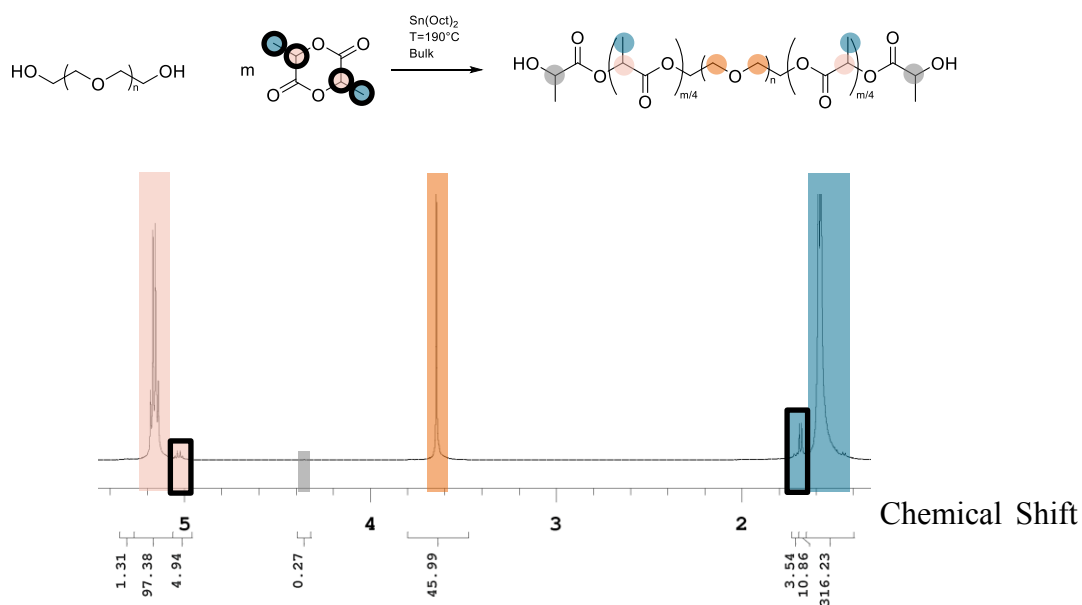 Sn(Oct)2
T=190°C
Bulk
HO
O
n
OH
m
O
O
O
O
HO
O
O
O
O
m/4
O
O
n
O
O
O
m/4
O
O
OH
5
4
3
2
Chemical Shift
1.31
97.38
4.94
0.27
45.99
3.54
10.86
316.23